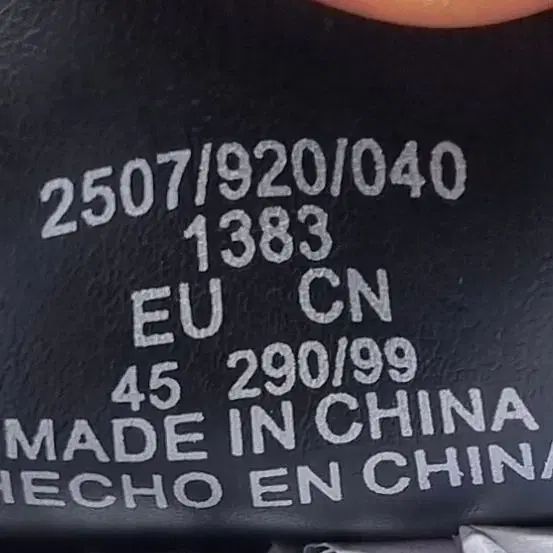 2507/920/040
1383
EU CN
45 290/99
MADE IN CHINA
HECHO EN CHINA